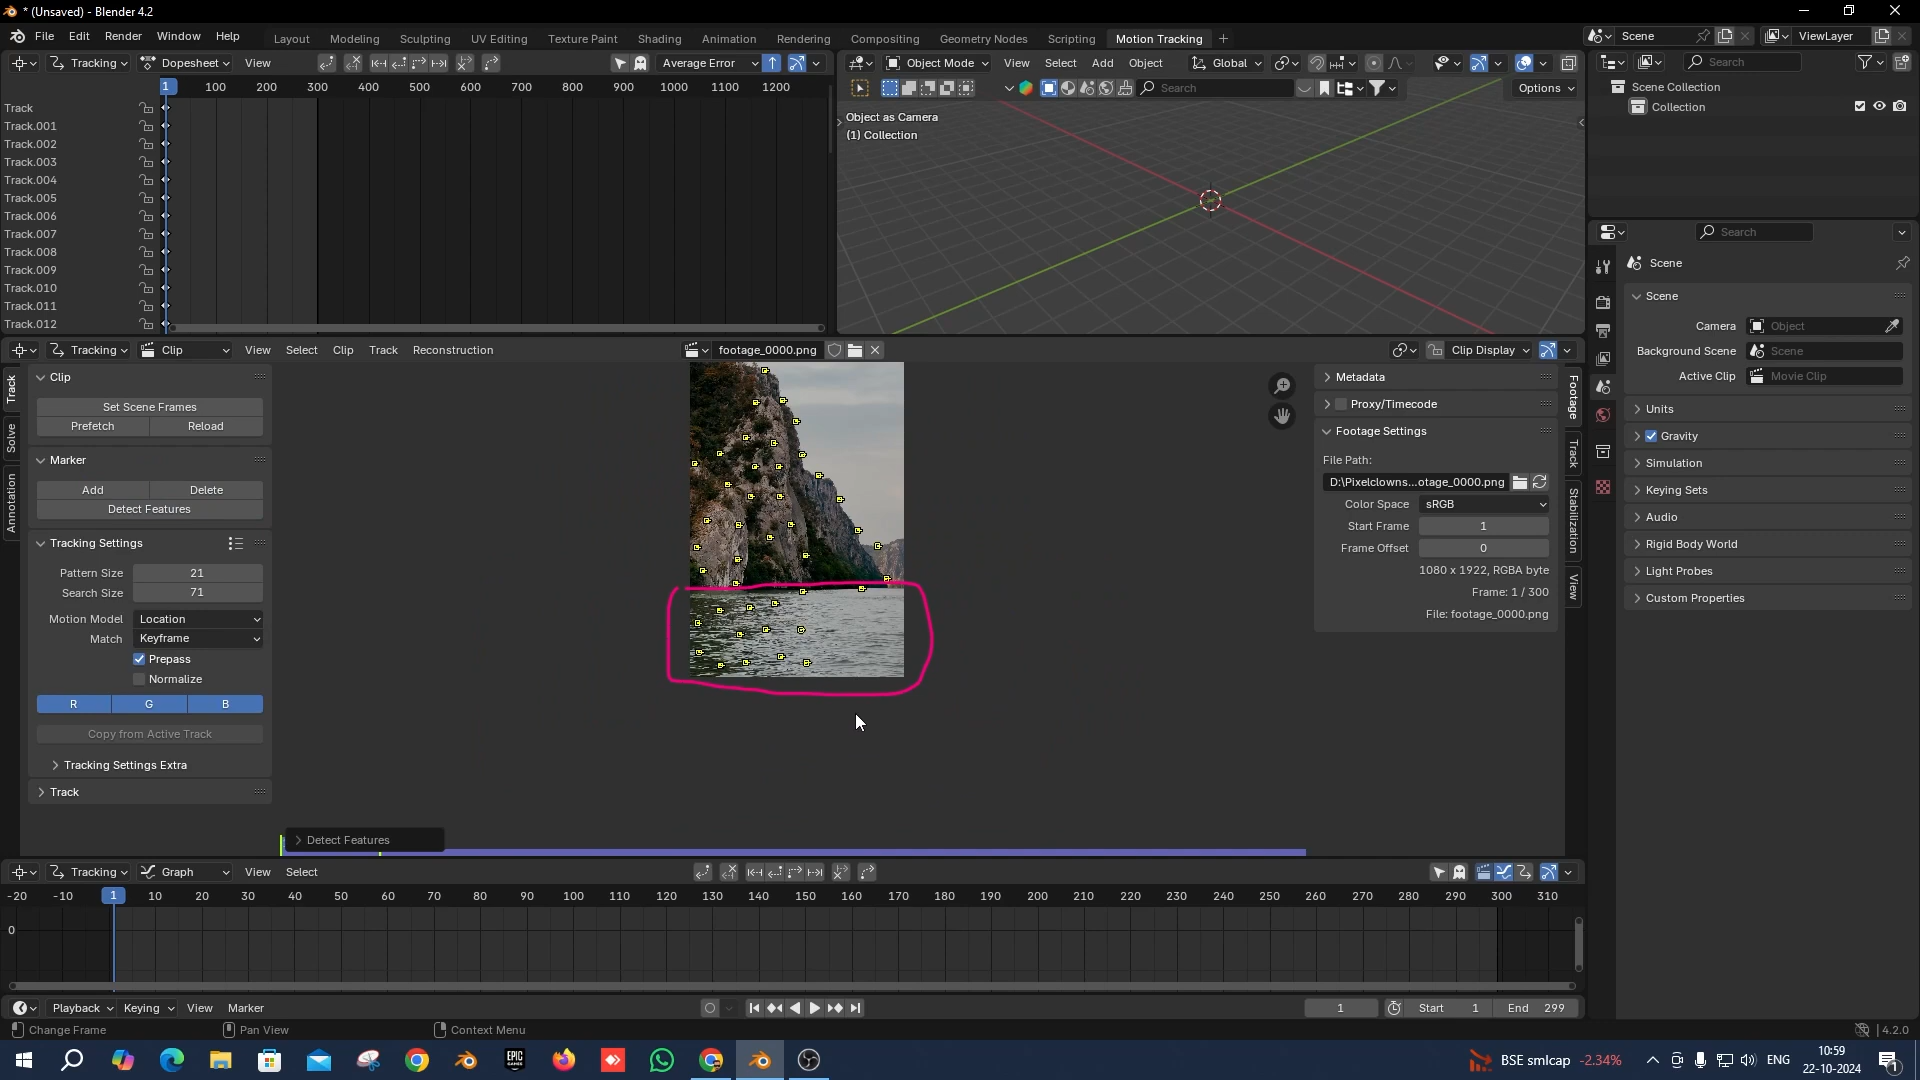 * (Unsaved) - Blender 4.2
File Edit Render Window Help
Layout Modeling Sculpting UV Editing Texture Paint Shading Animation Rendering Compositing Geometry Nodes Scripting Motion Tracking +
Scene ViewLayer
Tracking Dopesheet View Average Error
1 100 200 300 400 500 600 700 800 900 1000 1100 1200
Track
Track.001
Track.002
Track.003
Track.004
Track.005
Track.006
Track.007
Track.008
Track.009
Track.010
Track.011
Track.012
Object Mode View Select Add Object Global
Search Options
Object as Camera
(1) Collection
Search
Scene Collection
Collection
Search
Scene
Scene
Camera Object
Background Scene Scene
Active Clip Movie Clip
Units
Gravity
Simulation
Keying Sets
Audio
Rigid Body World
Light Probes
Custom Properties
Tracking Clip View Select Clip Track Reconstruction footage_0000.png Clip Display
Track
Solve
Annotation
Clip
Set Scene Frames
Prefetch Reload
Marker
Add Delete
Detect Features
Tracking Settings
Pattern Size 21
Search Size 71
Motion Model Location
Match Keyframe
Prepass
Normalize
R G B
Copy from Active Track
Tracking Settings Extra
Track
Detect Features
Metadata
Proxy/Timecode
Footage Settings
File Path:
D:\Pixelclowns...otage_0000.png
Color Space sRGB
Start Frame 1
Frame Offset 0
1080 x 1922, RGBA byte
Frame: 1 / 300
File: footage_0000.png
Footage
Track
Stabilization
View
Tracking Graph View Select
-20 -10 1 10 20 30 40 50 60 70 80 90 100 110 120 130 140 150 160 170 180 190 200 210 220 230 240 250 260 270 280 290 300 310
0
Playback Keying View Marker 1 Start 1 End 299
Change Frame Pan View Context Menu 4.2.0
EPIC GAMES
BSE smlcap -2.34% ENG 10:59
22-10-2024
1